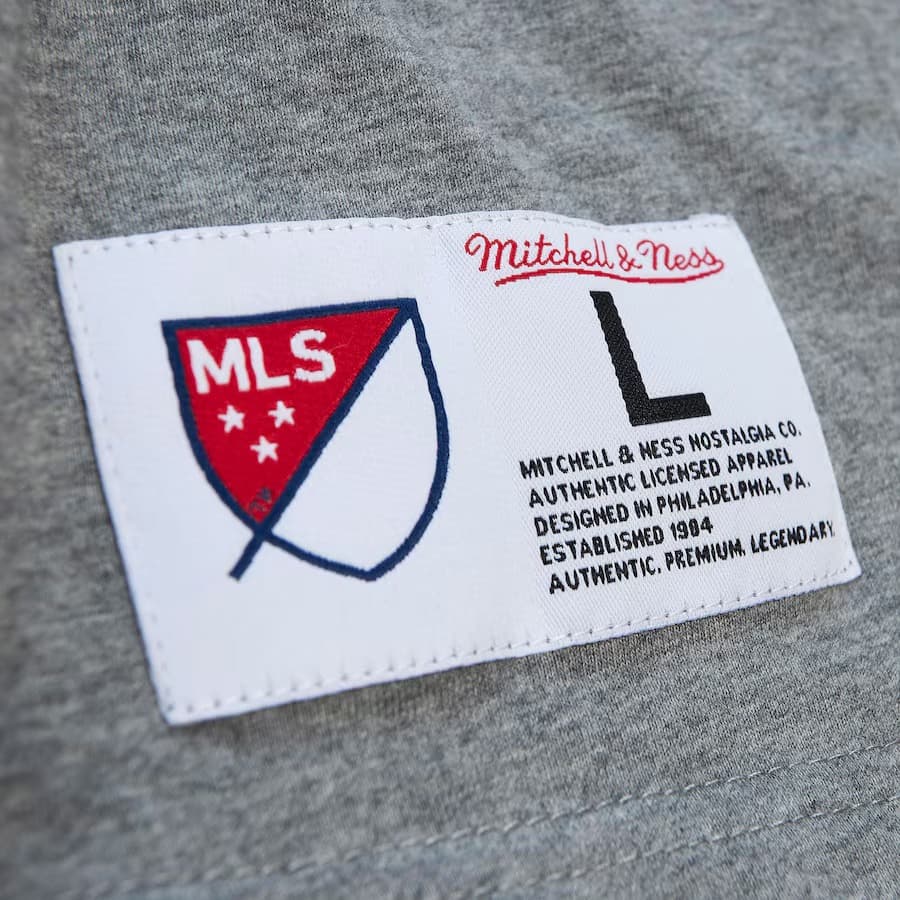 MLS
Mitchell & Ness
L
MITCHELL & NESS NOSTALGIA CO.
AUTHENTIC LICENSED APPAREL
DESIGNED IN PHILADELPHIA, PA.
ESTABLISHED 1904
AUTHENTIC. PREMIUM. LEGENDARY.